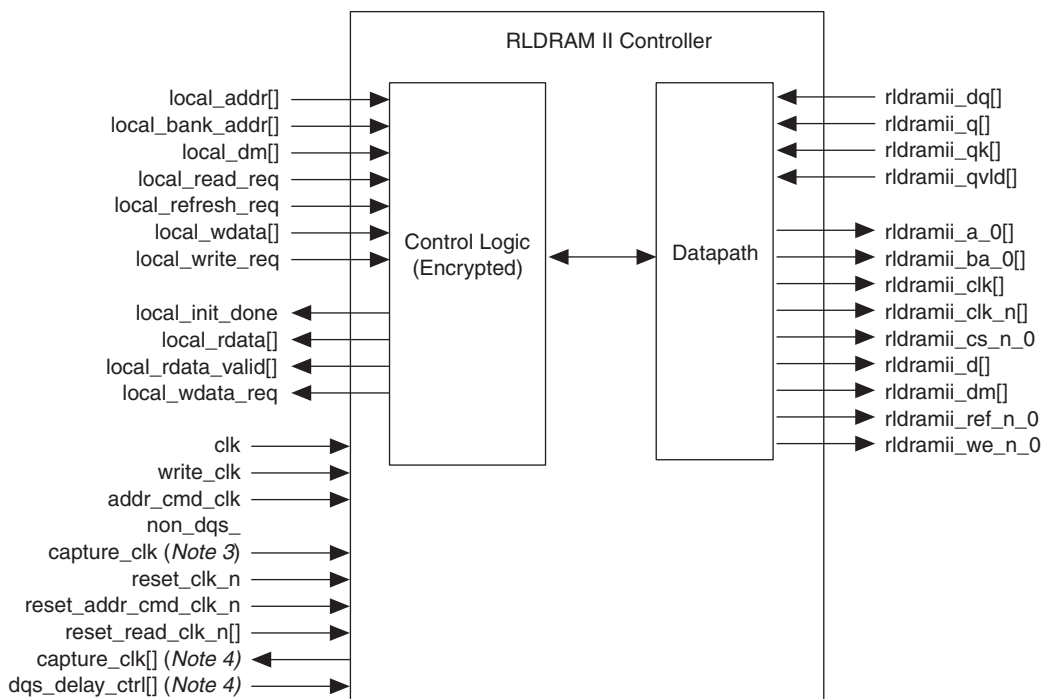 RLDRAM II Controller
local_addr[]
local_bank_addr[]
local_dm[]
local_read_req
local_refresh_req
local_wdata[]
local_write_req
local_init_done
local_rdata[]
local_rdata_valid[]
local_wdata_req
clk
write_clk
addr_cmd_clk
non_dqs_
capture_clk (Note 3)
reset_clk_n
reset_addr_cmd_clk_n
reset_read_clk_n[]
capture_clk[] (Note 4)
dqs_delay_ctrl[] (Note 4)
Control Logic
(Encrypted)
Datapath
rldramii_dq[]
rldramii_q[]
rldramii_qk[]
rldramii_qvld[]
rldramii_a_0[]
rldramii_ba_0[]
rldramii_clk[]
rldramii_clk_n[]
rldramii_cs_n_0
rldramii_d[]
rldramii_dm[]
rldramii_ref_n_0
rldramii_we_n_0